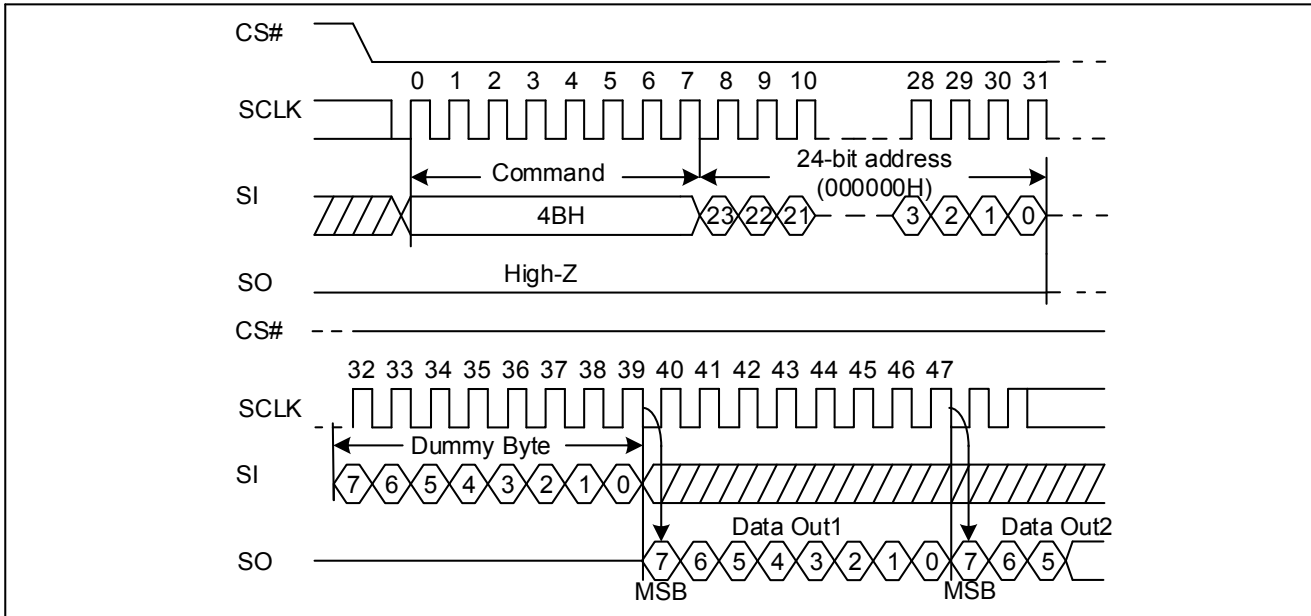 CS#
0 1 2 3 4 5 6 7 8 9 10 28 29 30 31
SCLK
Command 24-bit address
(000000H)
SI
4BH 23 22 21 3 2 1 0
High-Z
SO
CS#
32 33 34 35 36 37 38 39 40 41 42 43 44 45 46 47
SCLK
Dummy Byte
SI
7 6 5 4 3 2 1 0
Data Out1 Data Out2
SO
7 6 5 4 3 2 1 0 7 6 5
MSB MSB